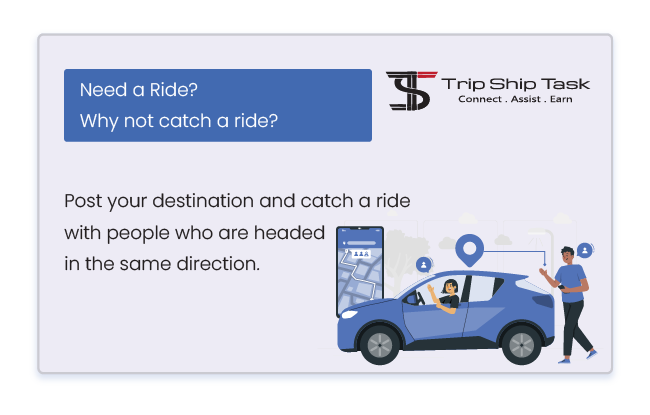 Need a Ride?
Why not catch a ride?
Trip Ship Task
Connect . Assist . Earn
Post your destination and catch a ride
with people who are headed
in the same direction.